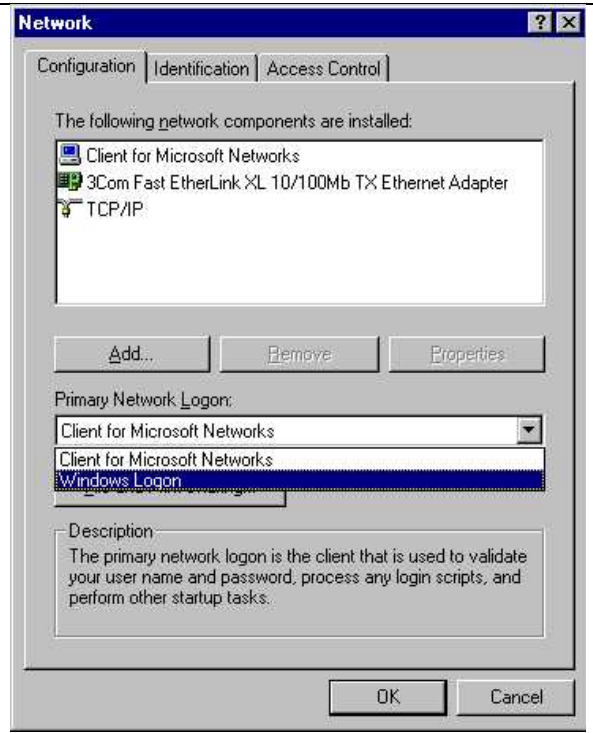 Network
Configuration Identification Access Control
The following network components are installed:
Client for Microsoft Networks
3Com Fast EtherLink XL 10/100Mb TX Ethernet Adapter
TCP/IP
Add... Remove Properties
Primary Network Logon:
Client for Microsoft Networks
Client for Microsoft Networks
Windows Logon
Description
The primary network logon is the client that is used to validate
your user name and password, process any login scripts, and
perform other startup tasks.
OK Cancel